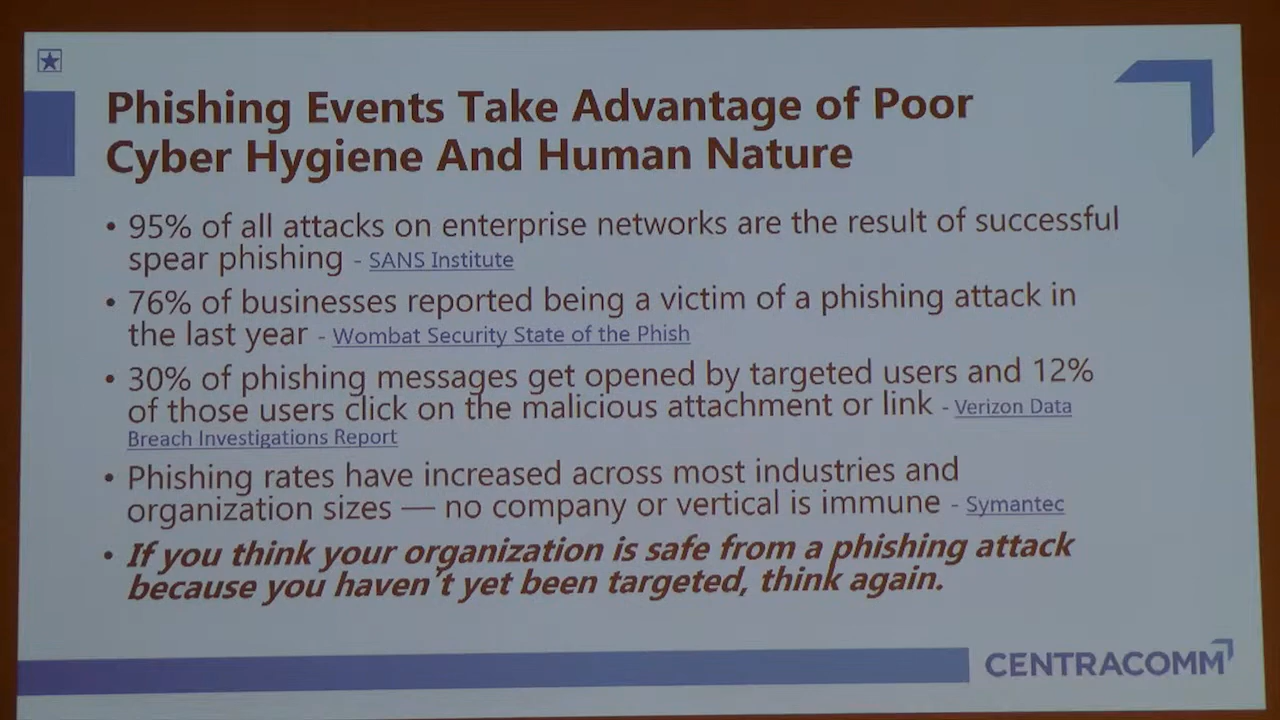 Phishing Events Take Advantage of Poor
Cyber Hygiene And Human Nature
• 95% of all attacks on enterprise networks are the result of successful
spear phishing - SANS Institute
• 76% of businesses reported being a victim of a phishing attack in
the last year - Wombat Security State of the Phish
• 30% of phishing messages get opened by targeted users and 12%
of those users click on the malicious attachment or link - Verizon Data
Breach Investigations Report
• Phishing rates have increased across most industries and
organization sizes — no company or vertical is immune - Symantec
• If you think your organization is safe from a phishing attack
because you haven't yet been targeted, think again.
CENTRACOMM